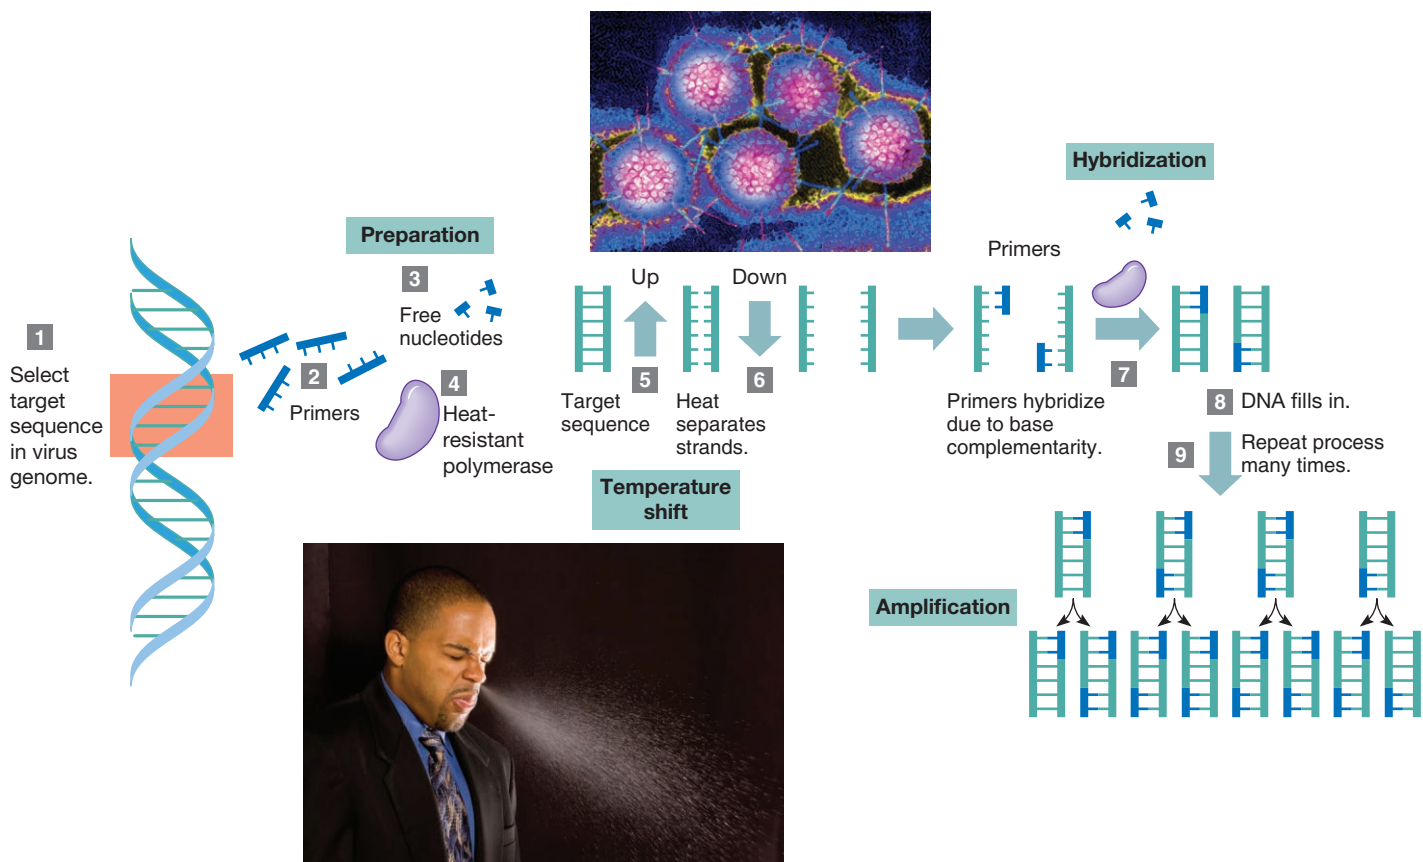 1
Select
target
sequence
in virus
genome.
Preparation
2
Primers
3
Free
nucleotides
4
Heat-
resistant
polymerase
Up
Down
5
6
Target
sequence
Heat
separates
strands.
Temperature
shift
Hybridization
Primers
7
Primers hybridize
due to base
complementarity.
8
DNA fills in.
9
Repeat process
many times.
Amplification